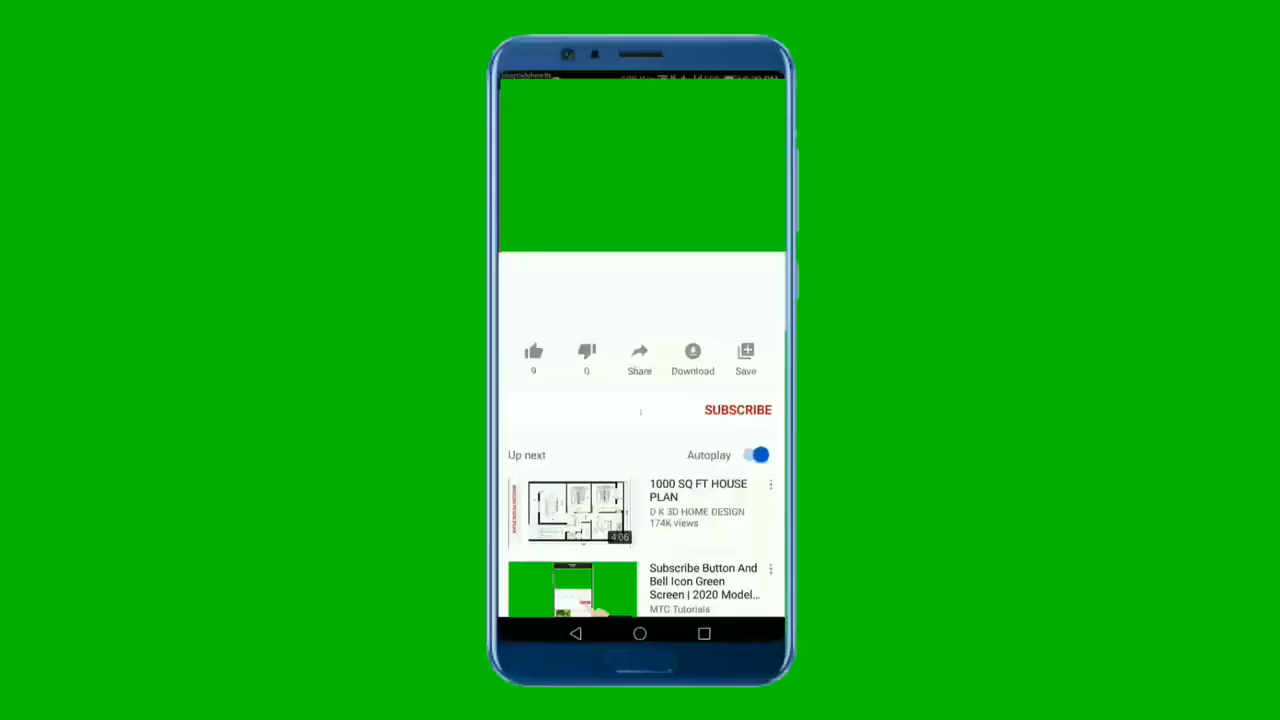 9
0
Share
Download
Save
SUBSCRIBE
Up next
Autoplay
1000 SQ FT HOUSE
PLAN
D K 3D HOME DESIGN
174K views
4:06
Subscribe Button And
Bell Icon Green
Screen | 2020 Model...
MTC Tutorials